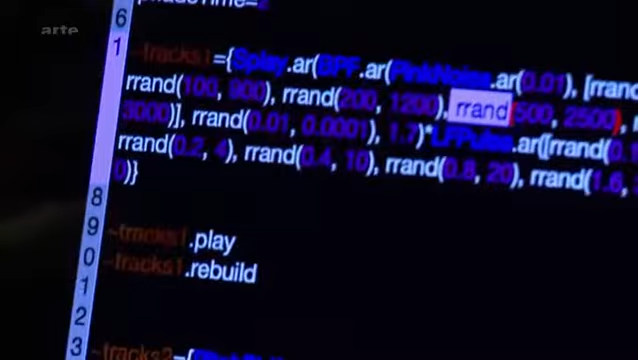 arte
6
1
~tracks1={Splay.ar(BPF.ar(PinkNoise.ar(0.01), [rrand
rrand(100, 900), rrand(200, 1200), rrand(500, 2500),
3000)], rrand(0.01, 0.0001), 1.7)*LFPulse.ar([rrand(0.1
rrand(0.2, 4), rrand(0.4, 10), rrand(0.8, 20), rrand(1.6,
0)}
8
9 ~tracks1.play
0 ~tracks1.rebuild
1
2
3 ~tracks2={